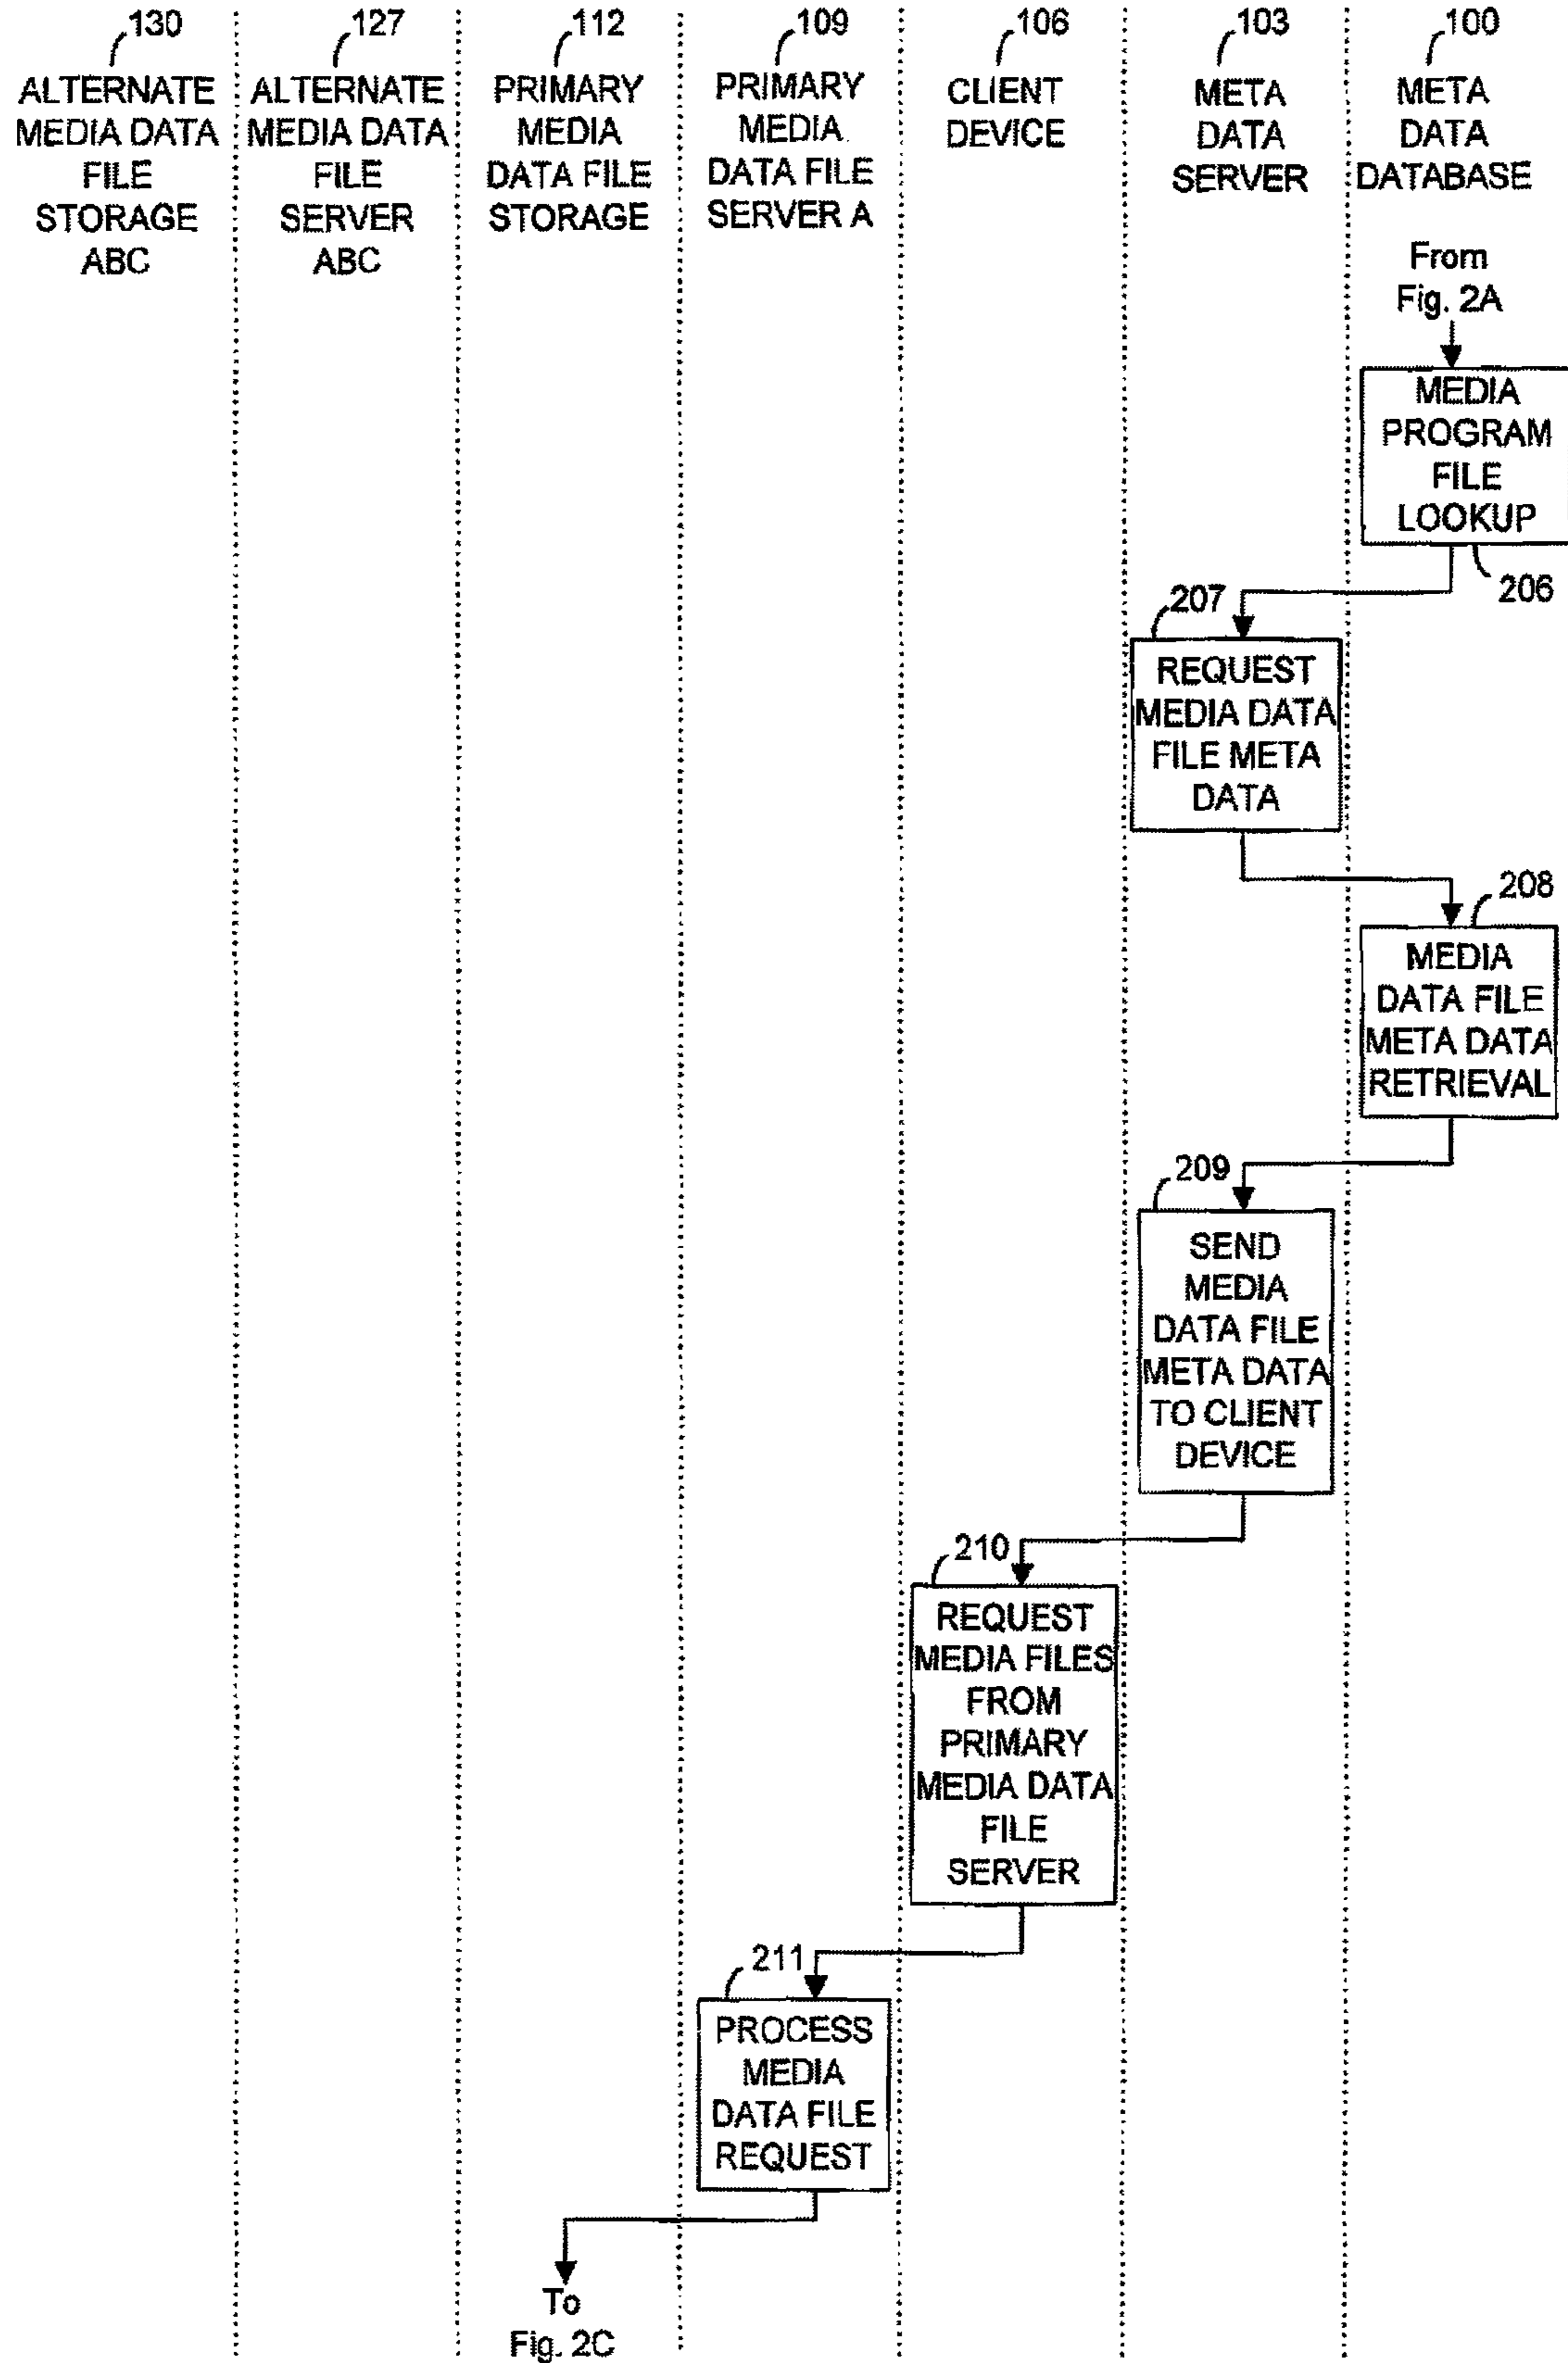 130
ALTERNATE
MEDIA DATA
FILE
STORAGE
ABC
127
ALTERNATE
MEDIA DATA
FILE
SERVER
ABC
112
PRIMARY
MEDIA
DATA FILE
STORAGE
109
PRIMARY
MEDIA
DATA FILE
SERVER A
106
CLIENT
DEVICE
103
META
DATA
SERVER
100
META
DATA
DATABASE
From
Fig. 2A
MEDIA
PROGRAM
FILE
LOOKUP
206
207
REQUEST
MEDIA DATA
FILE META
DATA
208
MEDIA
DATA FILE
META DATA
RETRIEVAL
209
SEND
MEDIA
DATA FILE
META DATA
TO CLIENT
DEVICE
210
REQUEST
MEDIA FILES
FROM
PRIMARY
MEDIA DATA
FILE
SERVER
211
PROCESS
MEDIA
DATA FILE
REQUEST
To
Fig. 2C